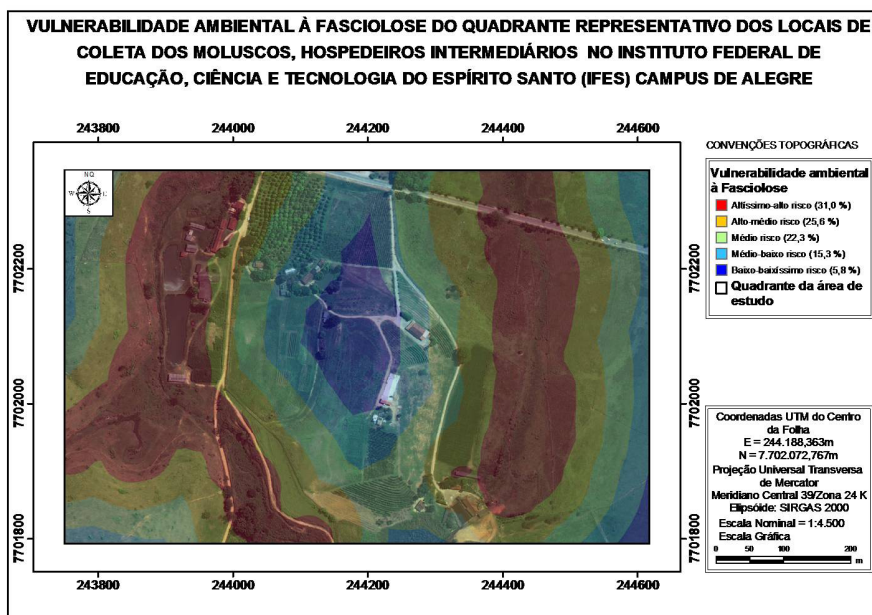 VULNERABILIDADE AMBIENTAL À FASCIOLOSE DO QUADRANTE REPRESENTATIVO DOS LOCAIS DE
COLETA DOS MOLUSCOS, HOSPEDEIROS INTERMEDIÁRIOS NO INSTITUTO FEDERAL DE
EDUCAÇÃO, CIÊNCIA E TECNOLOGIA DO ESPÍRITO SANTO (IFES) CAMPUS DE ALEGRE
243800 244000 244200 244400 244600
7702200
7702000
7701800
NQ
W E
S
7702200
7702000
7701800
243800 244000 244200 244400 244600
CONVENÇÕES TOPOGRÁFICAS
Vulnerabilidade ambiental
à Fasciolose
Altíssimo-alto risco (31,0 %)
Alto-médio risco (25,6 %)
Médio risco (22,3 %)
Médio-baixo risco (15,3 %)
Baixo-baixíssimo risco (5,8 %)
Quadrante da área de
estudo
Coordenadas UTM do Centro
da Folha
E = 244.188,363m
N = 7.702.072,767m
Projeção Universal Transversa
de Mercator
Meridiano Central 39/Zona 24 K
Elipsóide: SIRGAS 2000
Escala Nominal = 1:4.500
Escala Gráfica
0 50 100 200
m